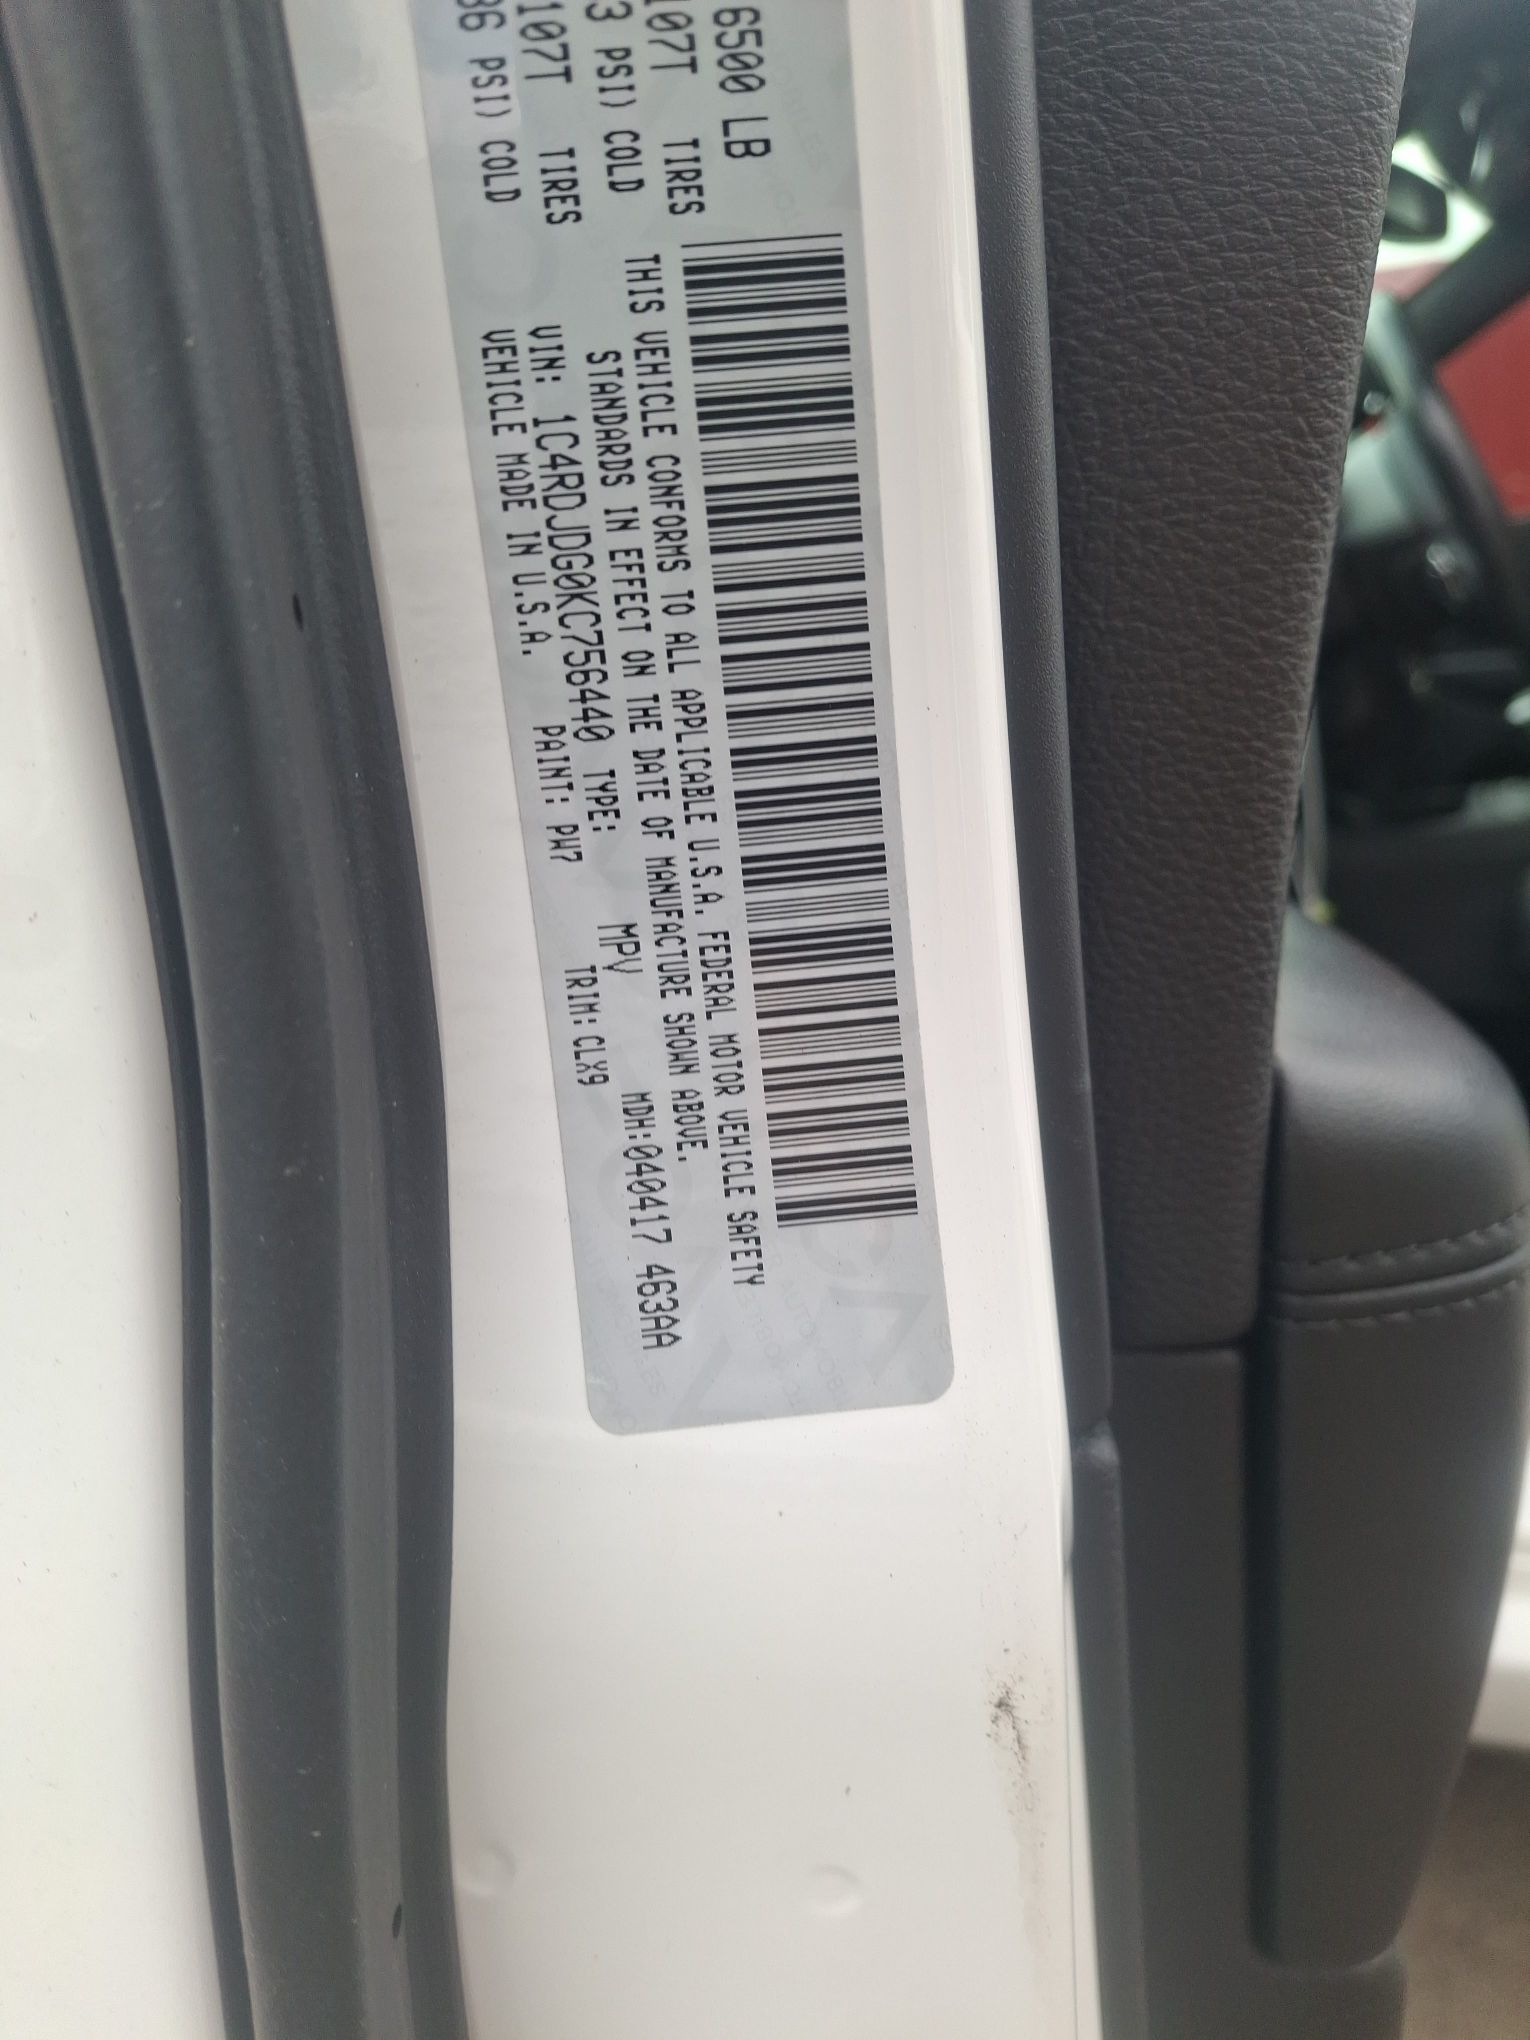 6500 LB
107T TIRES
3 PSI) COLD
107T TIRES
36 PSI) COLD
THIS VEHICLE CONFORMS TO ALL APPLICABLE U.S.A. FEDERAL MOTOR VEHICLE SAFETY
STANDARDS IN EFFECT ON THE DATE OF MANUFACTURE SHOWN ABOVE.
VIN: 1C4RDJDG0KC756440 TYPE: MPV MDH:040417 463AA
VEHICLE MADE IN U.S.A. PAINT: PW7 TRIM: CLX9